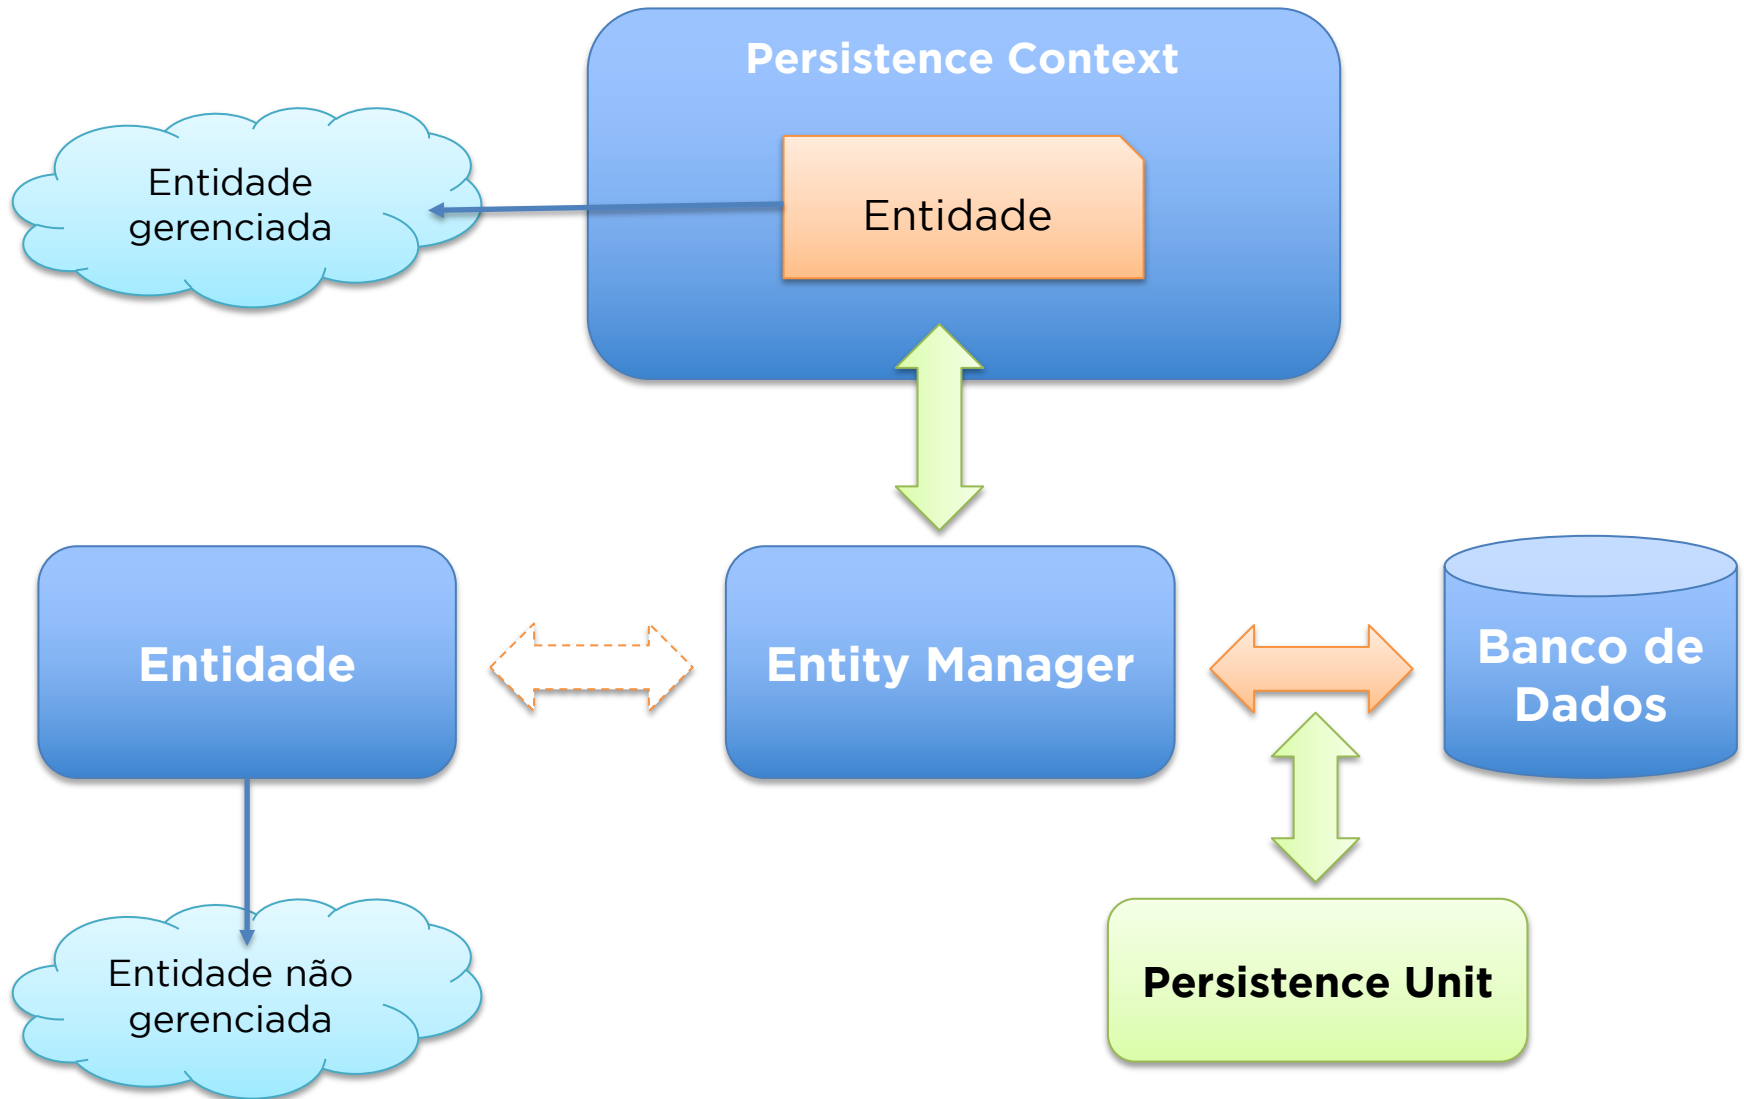 Persistence Context
Entidade
gerenciada
Entidade
Entidade
Entity Manager
Banco de
Dados
Entidade não
gerenciada
Persistence Unit